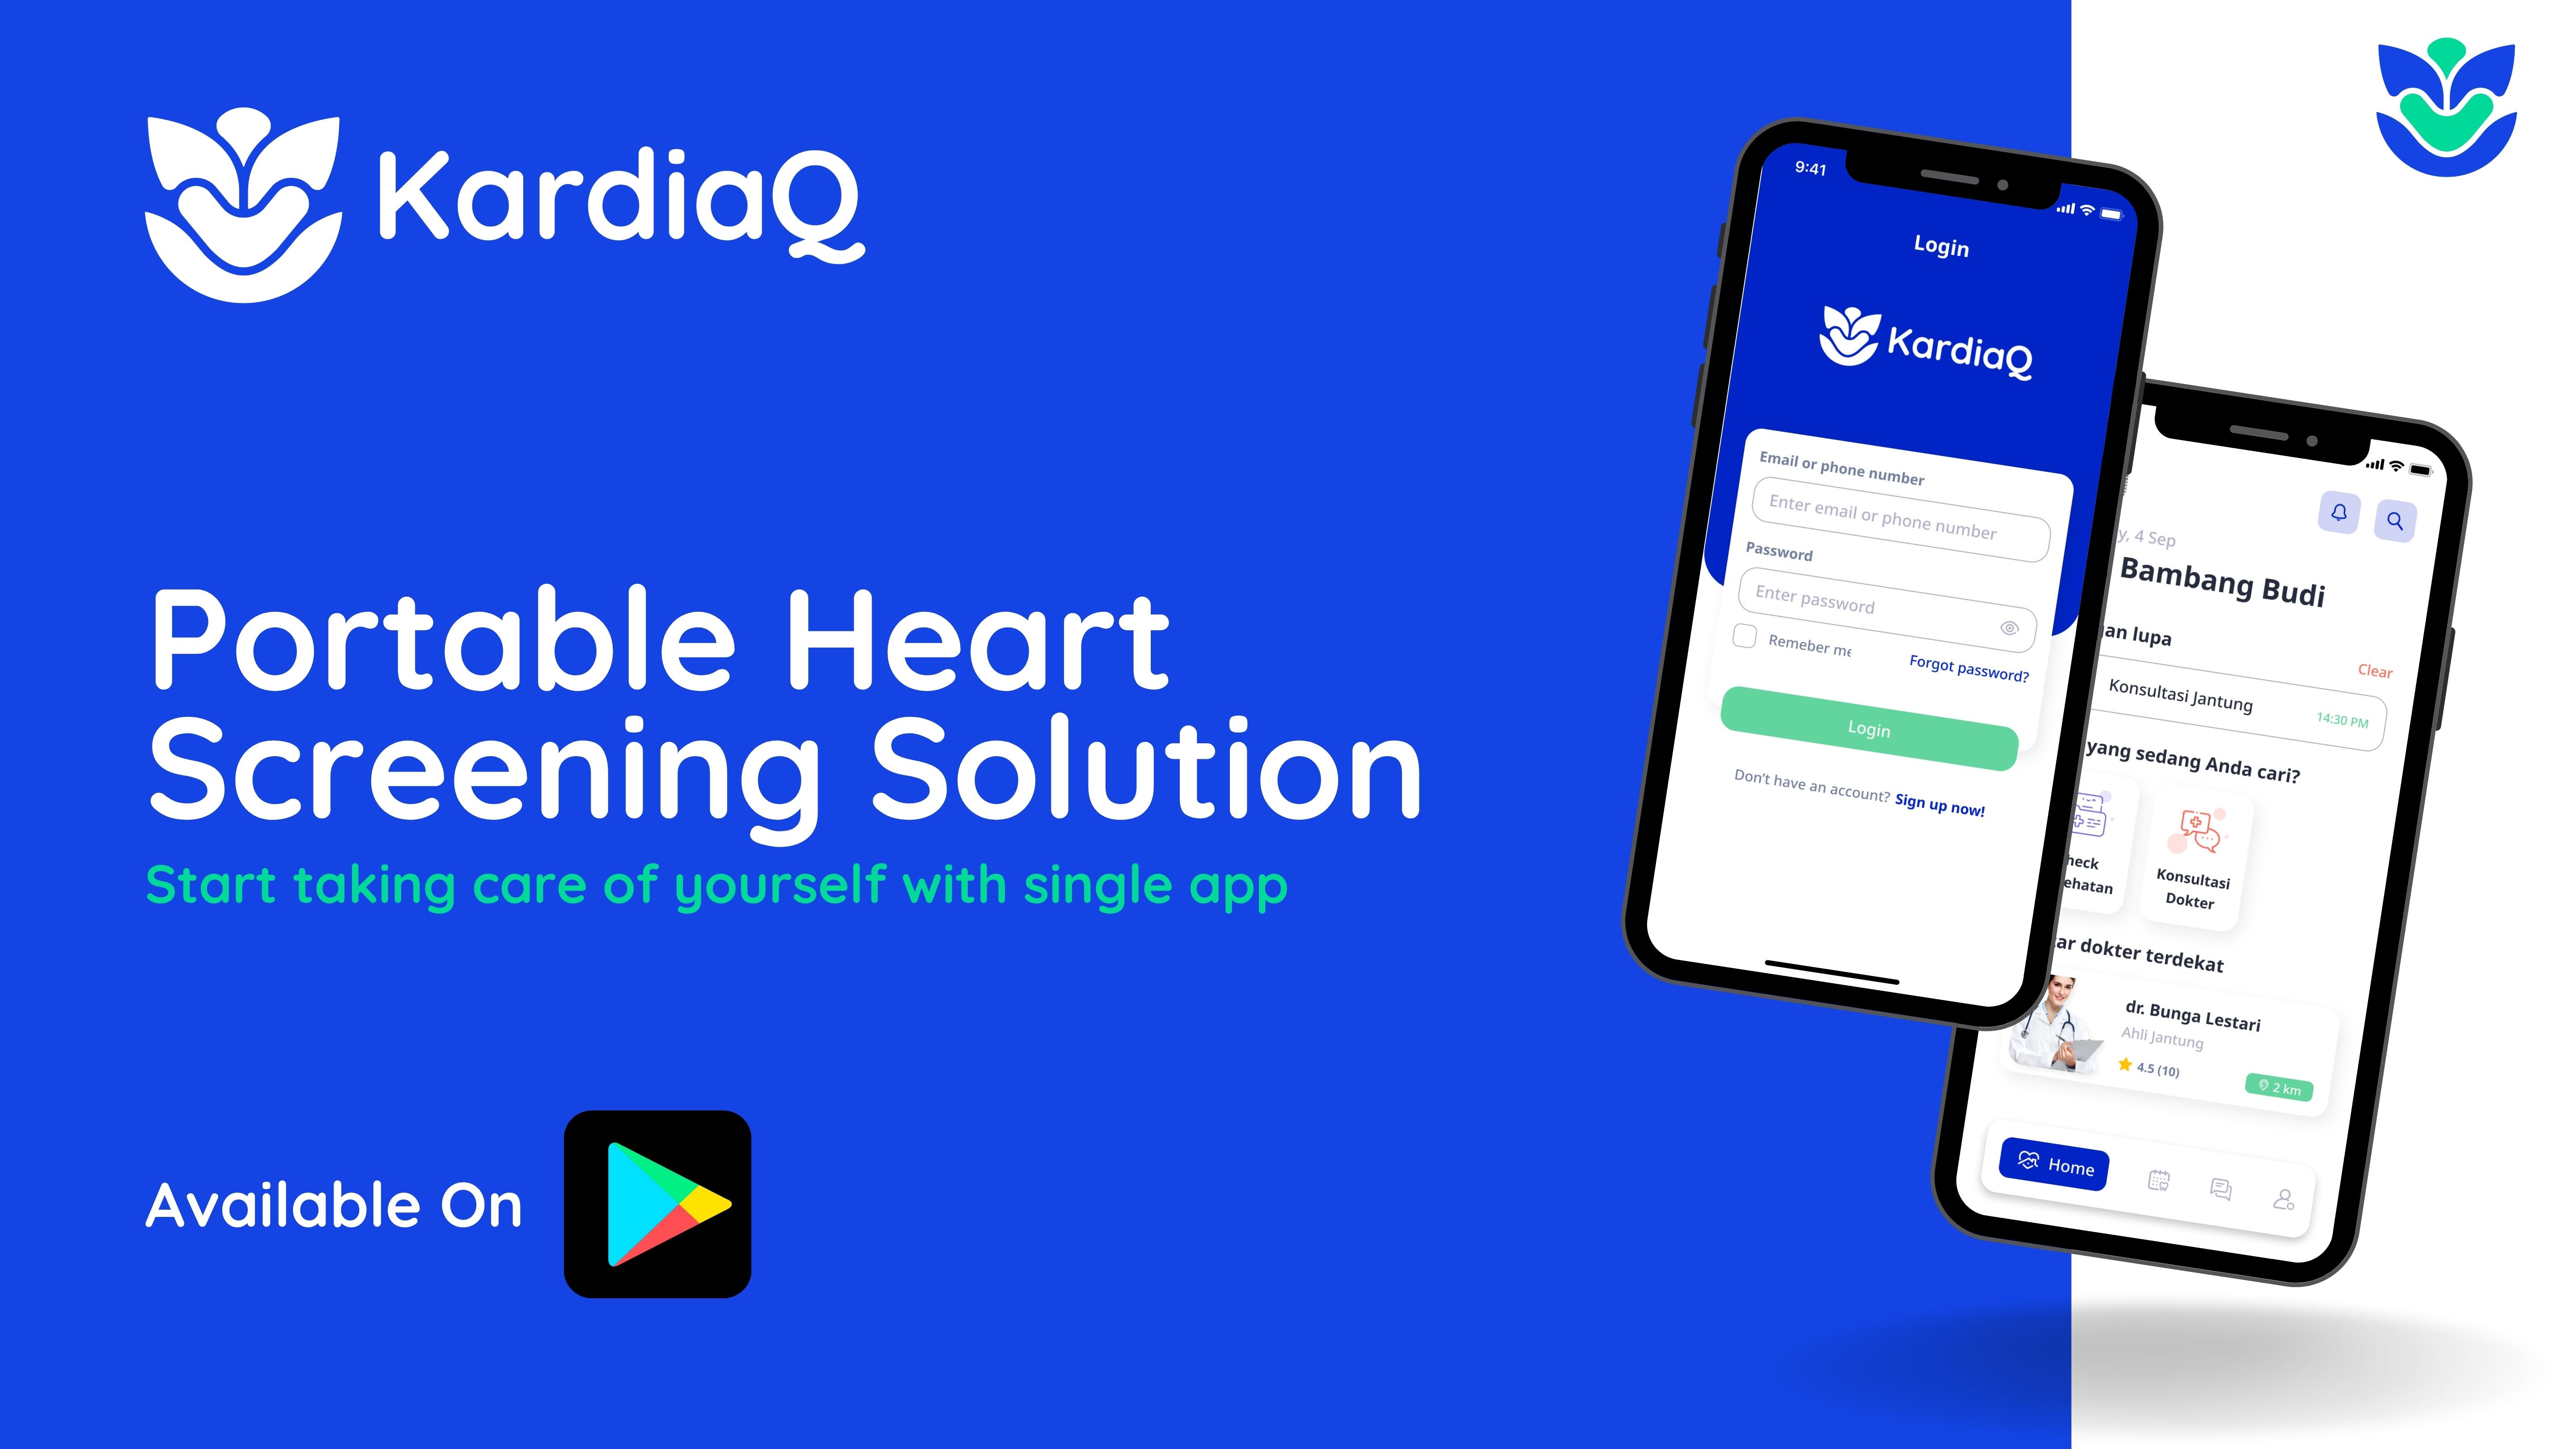 KardiaQ
Portable Heart
Screening Solution
Start taking care of yourself with single app
Available On
9:41
Login
KardiaQ
Email or phone number
Enter email or phone number
Password
Enter password
Remeber me
Forgot password?
Login
Don't have an account? Sign up now!
4 Sep
Bambang Budi
lupa
Clear
Konsultasi Jantung
14:30 PM
yang sedang Anda cari?
Konsultasi
Dokter
dokter terdekat
dr. Bunga Lestari
Ahli Jantung
4.5 (10)
2 km
Home